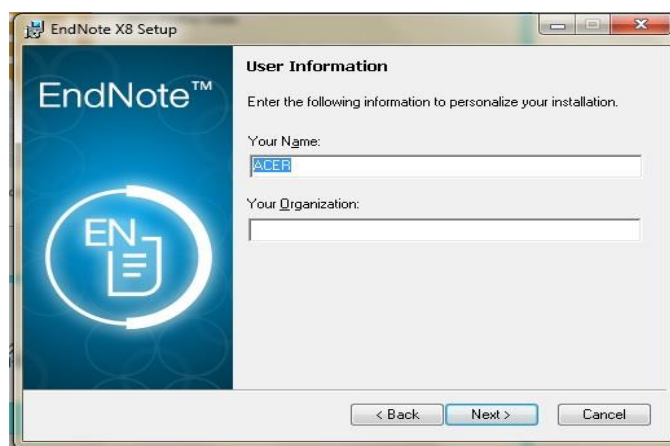 EndNote X8 Setup
EndNote™
EN
User Information
Enter the following information to personalize your installation.
Your Name:
ACER
Your Organization:
< Back
Next >
Cancel